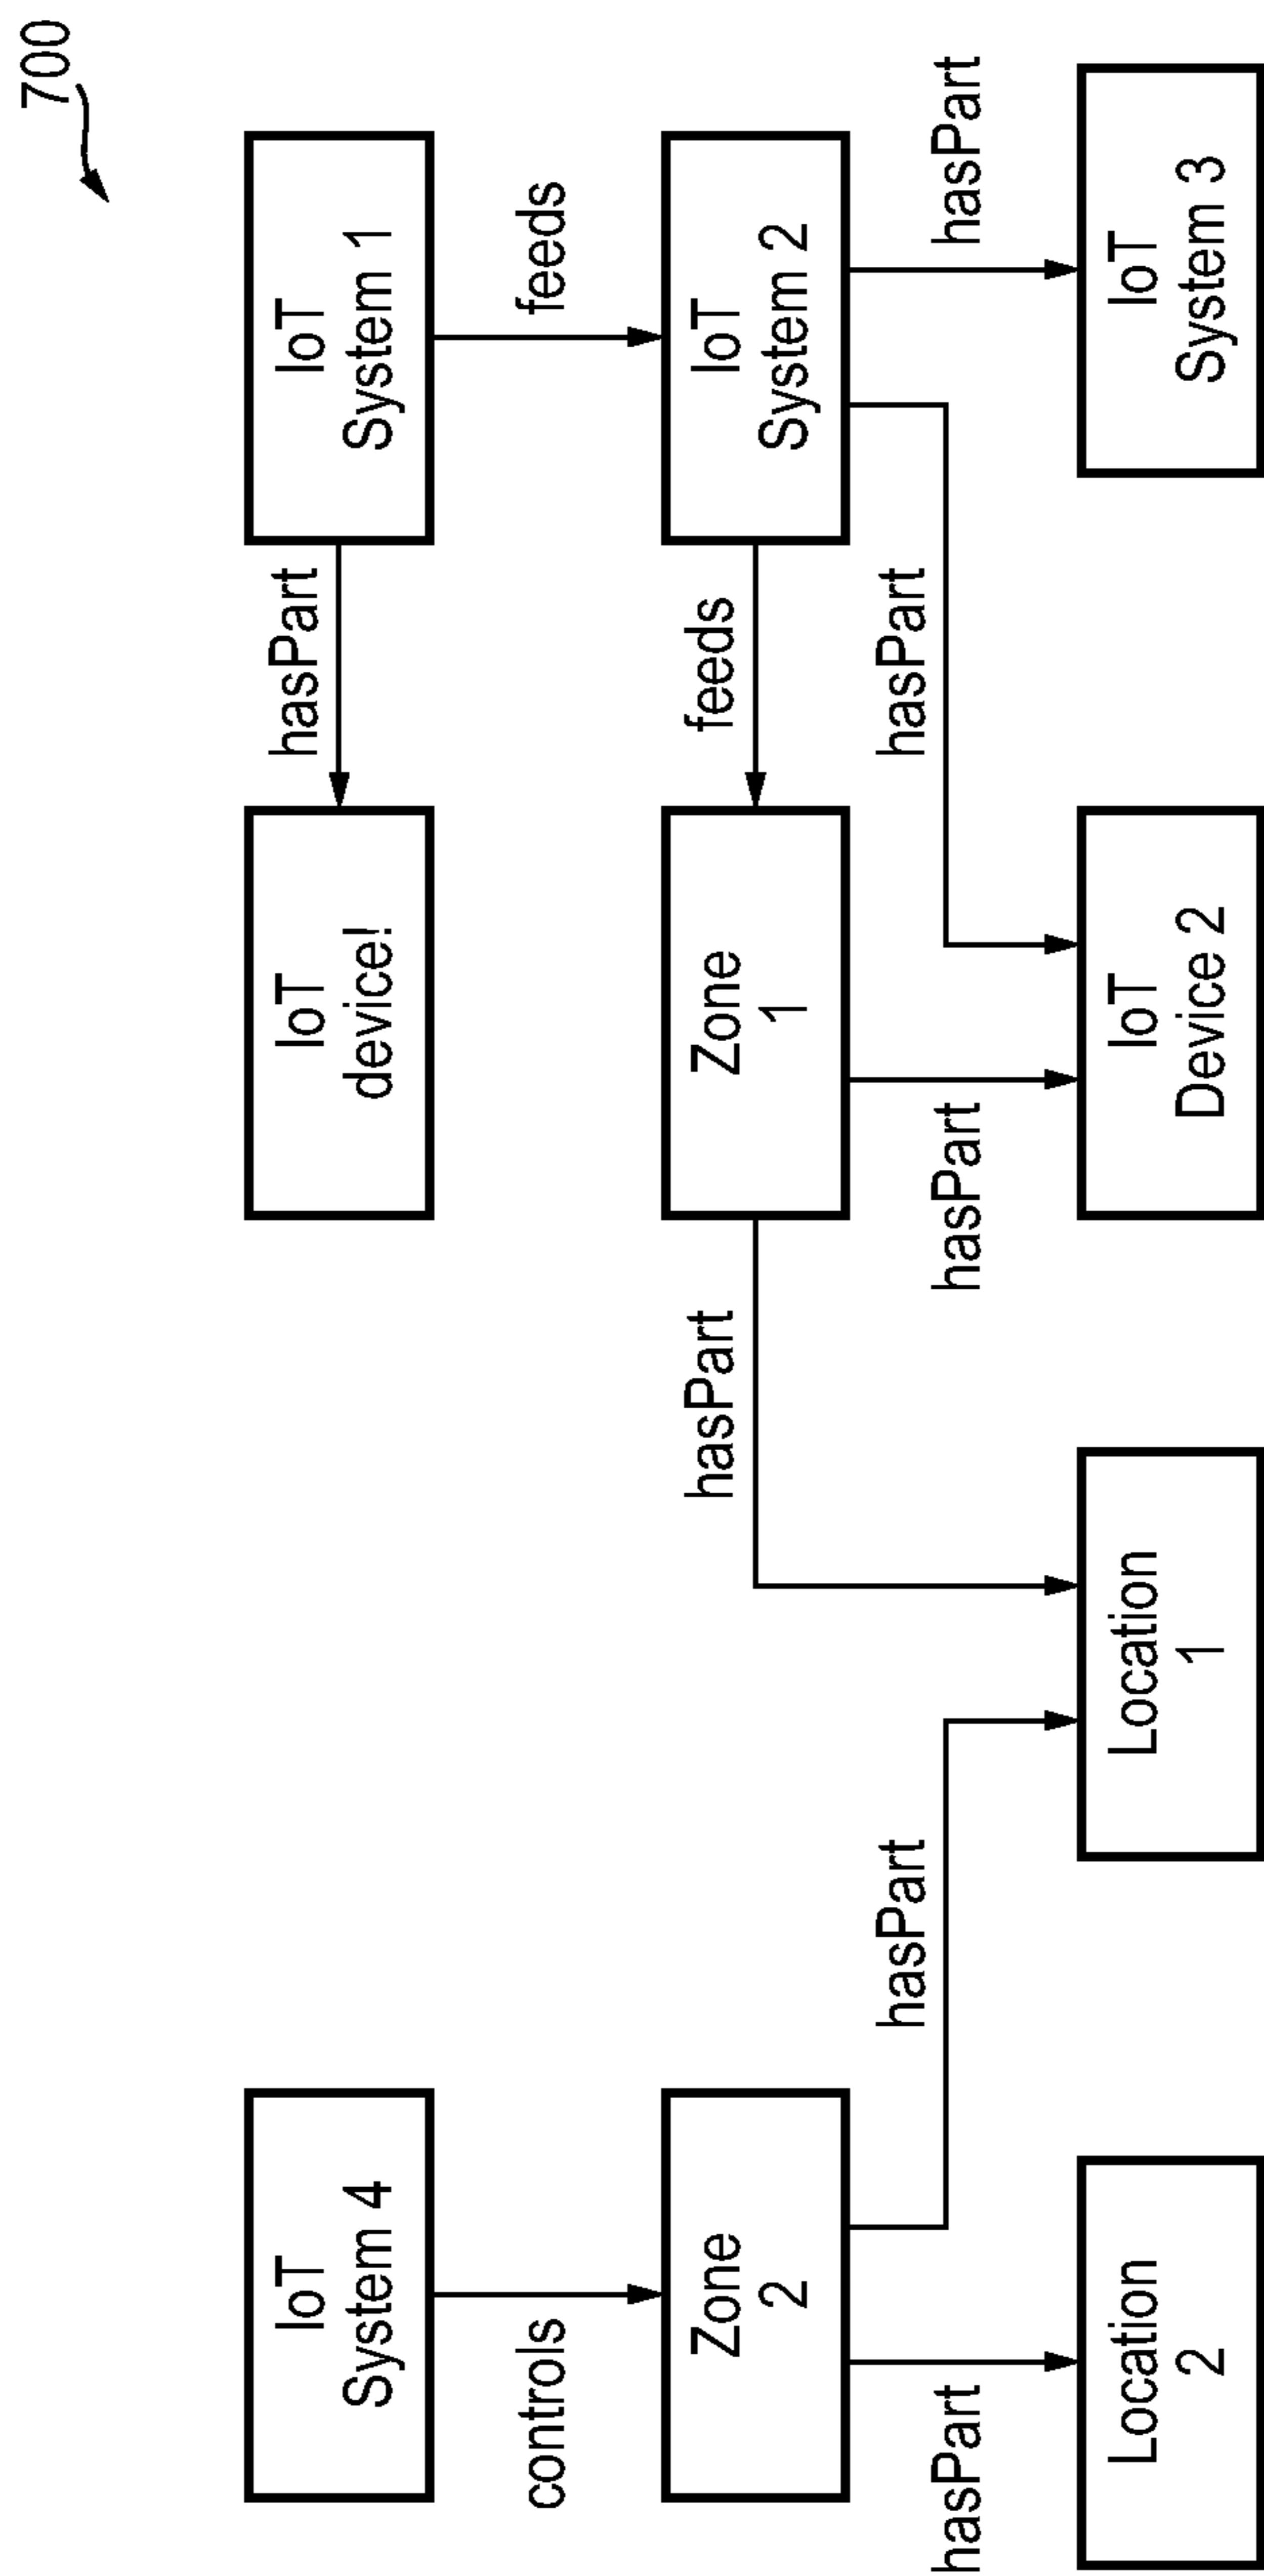 700
IoT
System 4
IoT
device!
hasPart
IoT
System 1
controls
feeds
Zone
2
hasPart
Zone
1
feeds
IoT
System 2
hasPart
hasPart
hasPart
hasPart
hasPart
Location
2
Location
1
IoT
Device 2
IoT
System 3